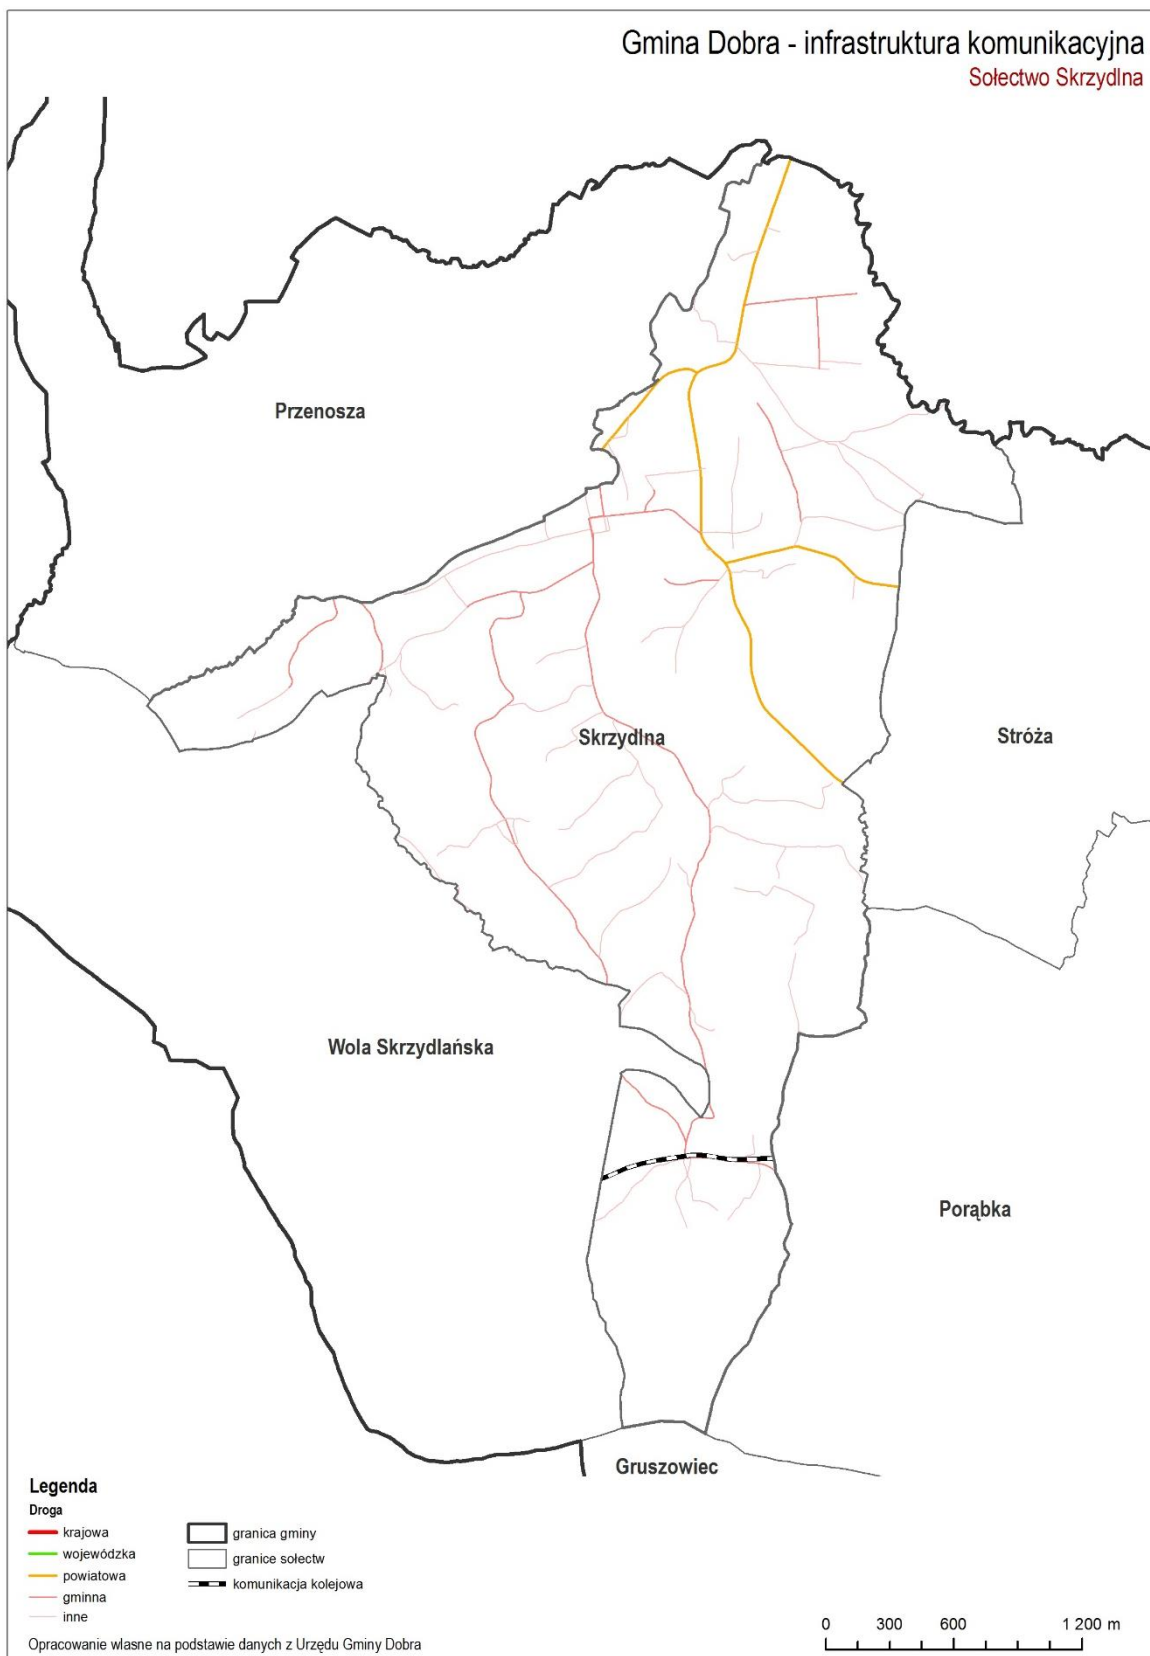 Gmina Dobra - infrastruktura komunikacyjna
Sołectwo Skrzydlna
Przenosza
Skrzydlna
Stróża
Wola Skrzydlańska
Porąbka
Gruszowiec
Legenda
Droga
krajowa
wojewódzka
powiatowa
gminna
inne
granica gminy
granice sołectw
komunikacja kolejowa
Opracowanie własne na podstawie danych z Urzędu Gminy Dobra
0 300 600 1 200 m